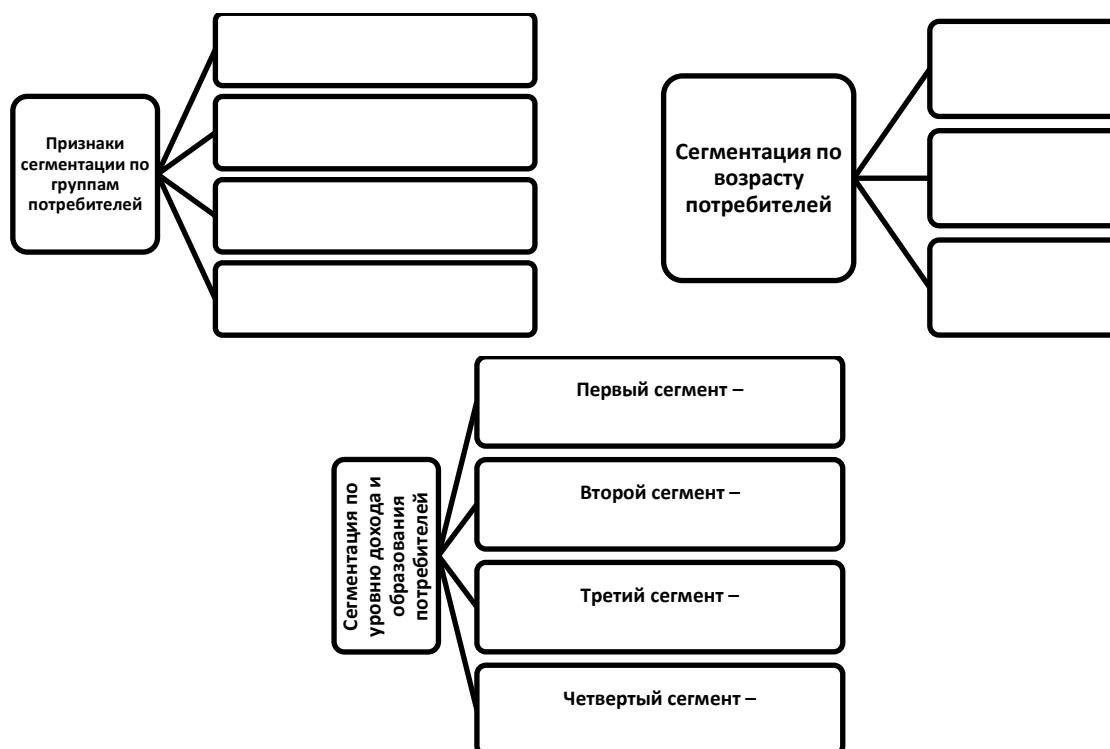 Признаки
сегментации по
группам
потребителей
Сегментация по
возрасту
потребителей
Сегментация по
уровню дохода и
образования
потребителей
Первый сегмент –
Второй сегмент –
Третий сегмент –
Четвертый сегмент –